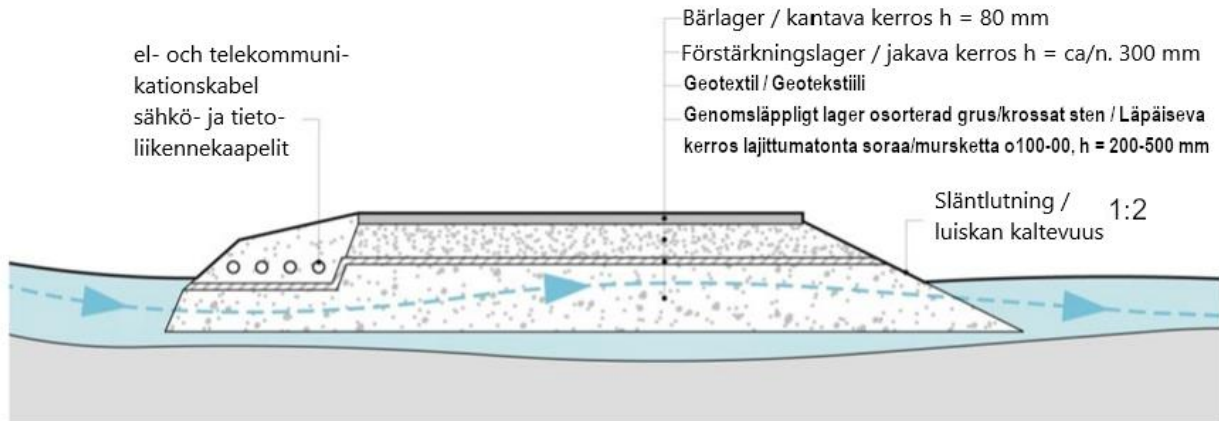 Bärlager / kantava kerros h = 80 mm
Förstärkningslager / jakava kerros h = ca/n. 300 mm
Geotextil / Geotekstiili
Genomsläppligt lager osorterad grus/krossat sten / Läpäiseva
kerros lajittumatonta soraa/mursketta o100-00, h = 200-500 mm
el- och telekommuni-
kationskabel
sähkö- ja tieto-
liikennekaapelit
Släntlutning /
luiskan kaltevuus 1:2